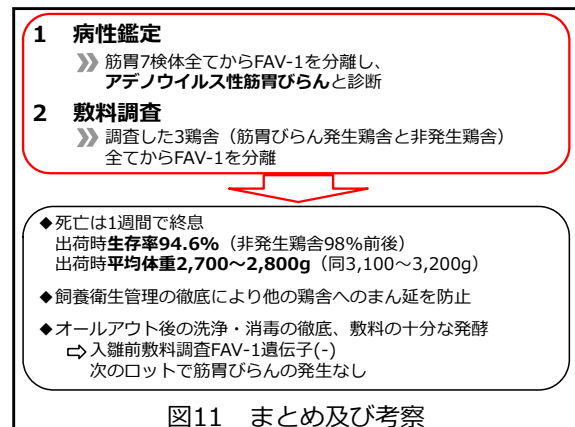 1 病性鑑定
筋胃7検体全てからFAV-1を分離し、
アデノウイルス性筋胃びらんと診断
2 敷料調査
調査した3鶏舎（筋胃びらん発生鶏舎と非発生鶏舎）
全てからFAV-1を分離
◆死亡は1週間で終息
出荷時生存率94.6%（非発生鶏舎98%前後）
出荷時平均体重2,700～2,800g（同3,100～3,200g）
◆飼養衛生管理の徹底により他の鶏舎へのまん延を防止
◆オールアウト後の洗浄・消毒の徹底、敷料の十分な発酵
⇨入雛前敷料調査FAV-1遺伝子(-)
次のロットで筋胃びらんの発生なし
図11 まとめ及び考察